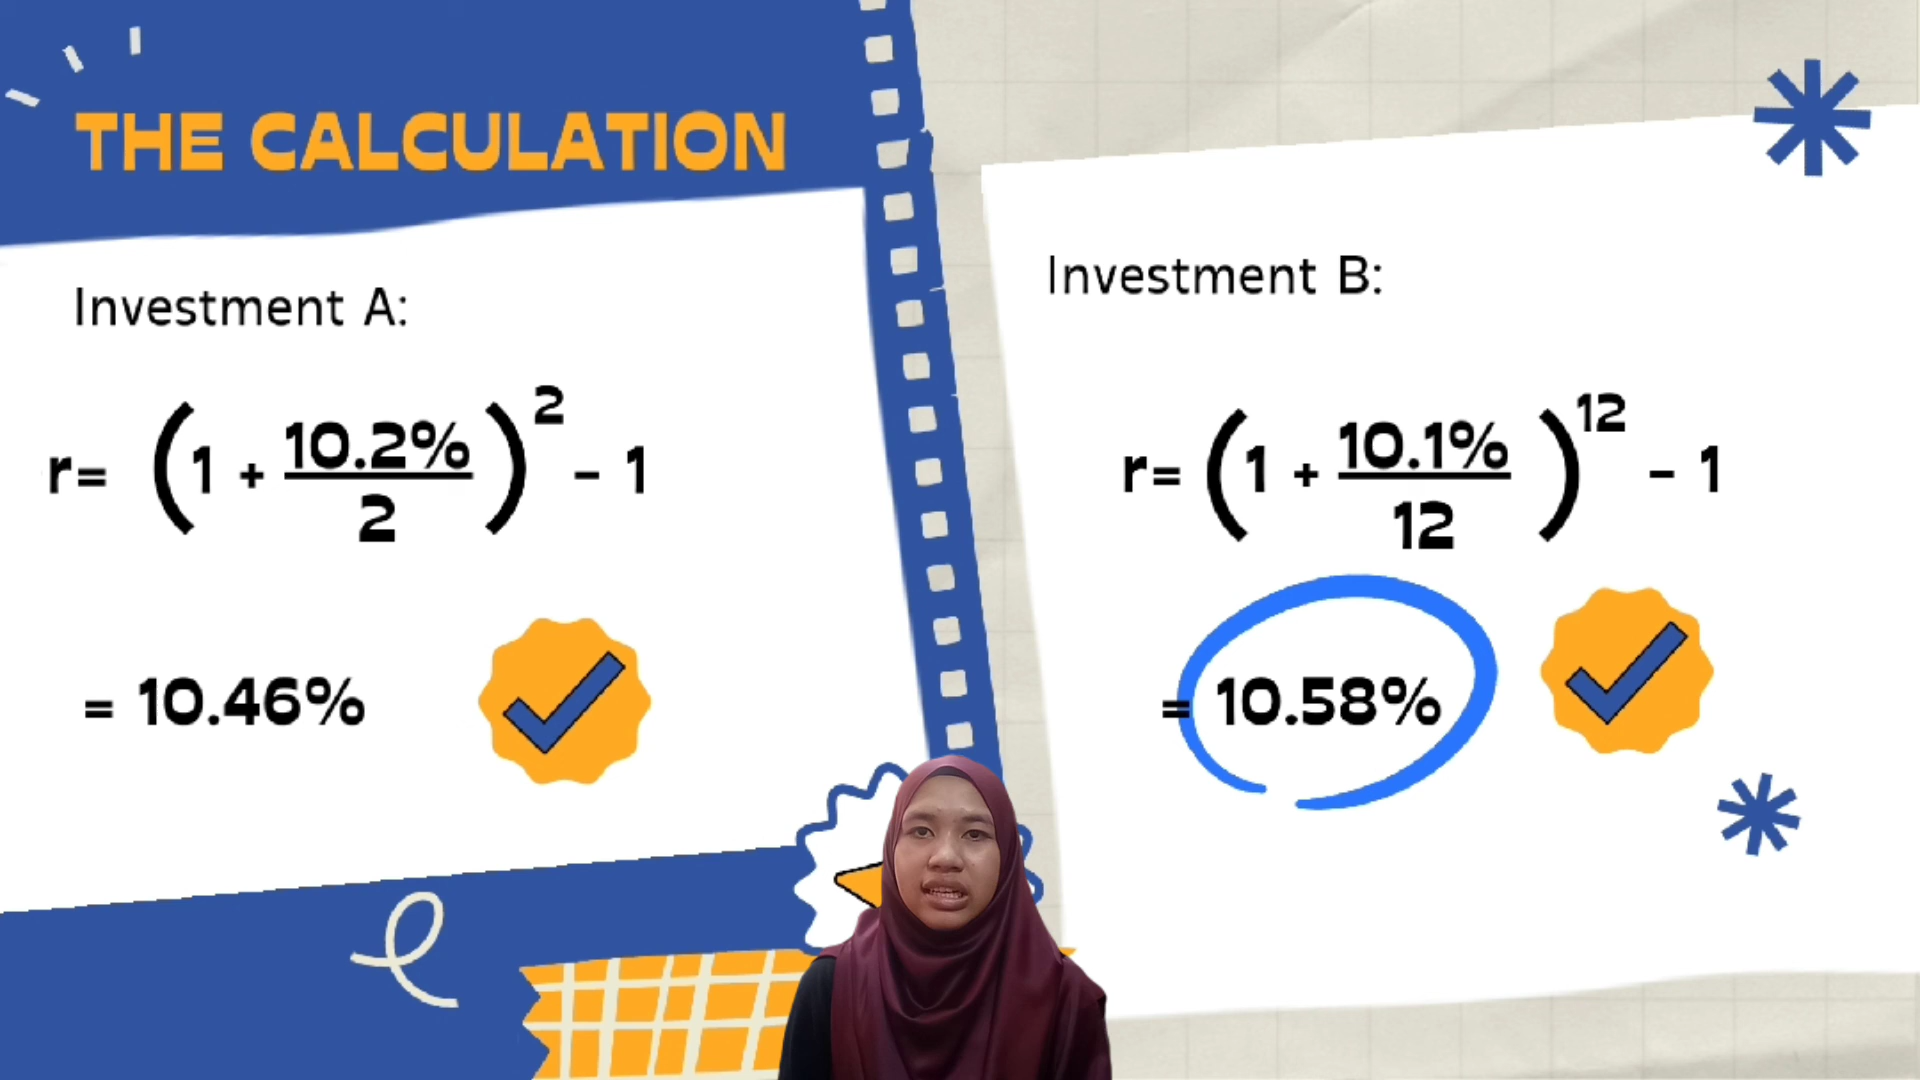 THE CALCULATION
Investment A:
r= (1 + 10.2%/2)² - 1
= 10.46%
Investment B:
r= (1 + 10.1%/12)¹² - 1
= 10.58%